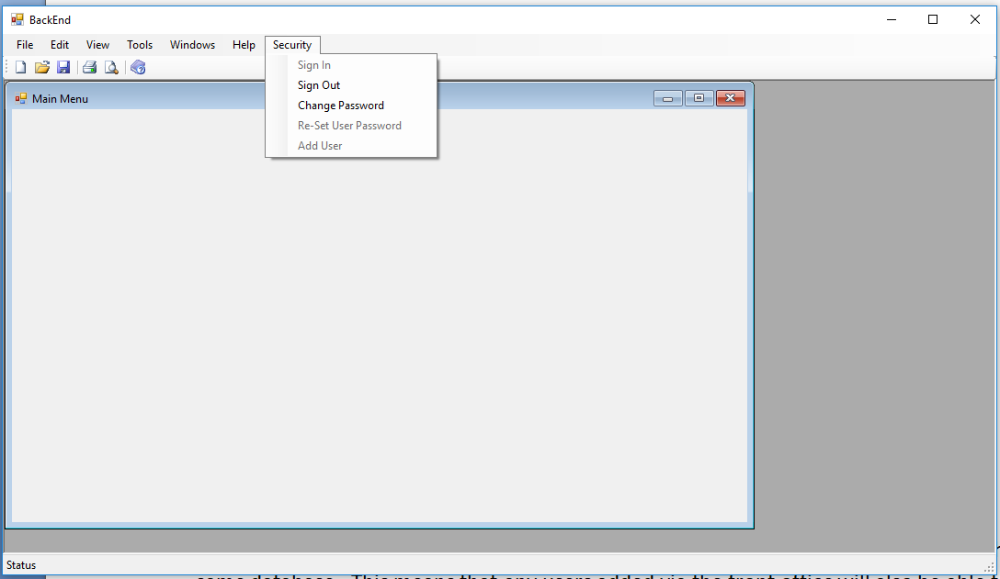 BackEnd
File Edit View Tools Windows Help Security
Sign In
Sign Out
Change Password
Re-Set User Password
Add User
Main Menu
Status
same database. This means that any users added via the front office will also be able